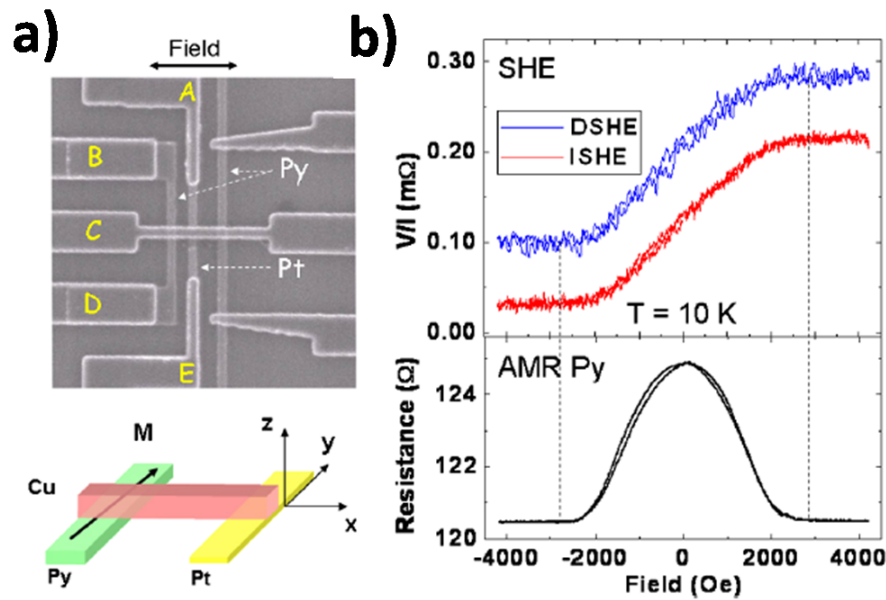 a)
Field
A
B
Py
C
Pt
D
E
M
z
y
Cu
x
Py
Pt
b)
0.30
SHE
DSHE
ISHE
0.20
V/I (mΩ)
0.10
T = 10 K
0.00
AMR Py
124
Resistance (Ω)
122
120
-4000 -2000 0 2000 4000
Field (Oe)